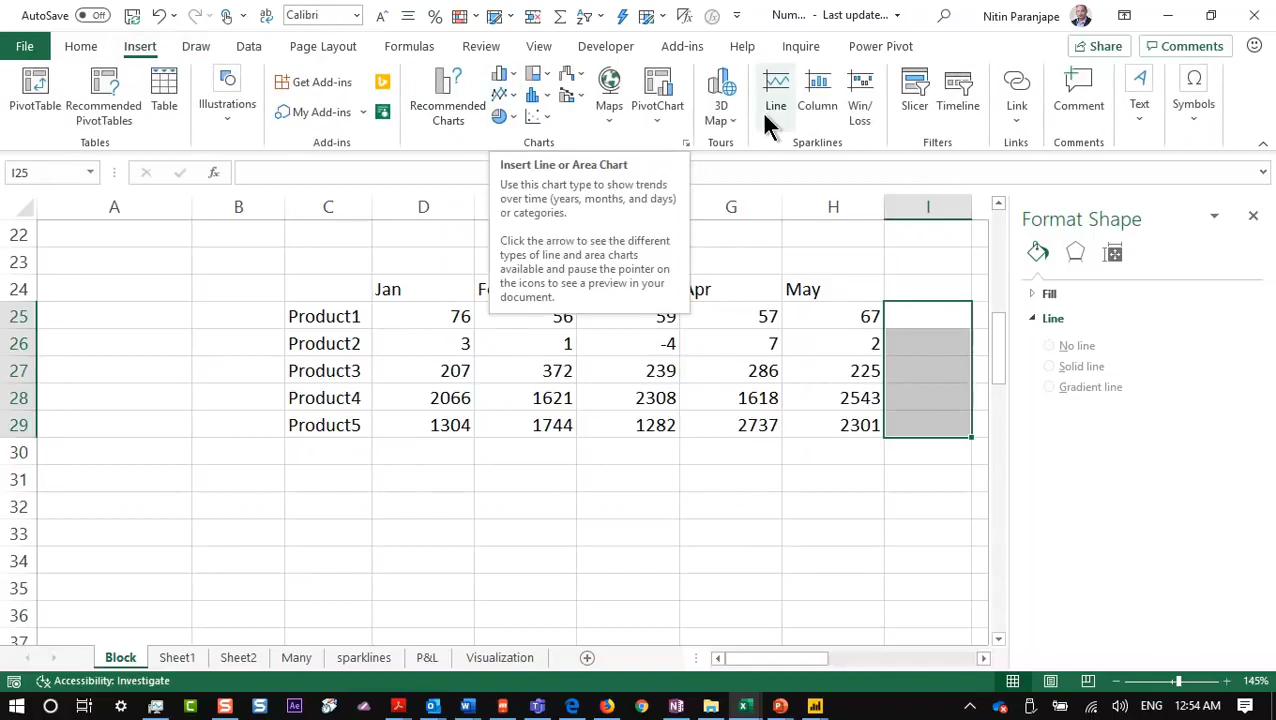 AutoSave Off Calibri Num... - Last update... Nitin Paranjape
File Home Insert Draw Data Page Layout Formulas Review View Developer Add-ins Help Inquire Power Pivot Share Comments
PivotTable Recommended PivotTables Table Illustrations Get Add-ins My Add-ins Recommended Charts Maps PivotChart 3D Map Line Column Win/ Loss Slicer Timeline Link Comment Text Symbols
Tables Add-ins Charts Tours Sparklines Filters Links Comments
I25 fx
Insert Line or Area Chart
Use this chart type to show trends
over time (years, months, and days)
or categories.
Click the arrow to see the different
types of line and area charts
available and pause the pointer on
the icons to see a preview in your
document.
A B C D G H I
22
23
24 Jan May
25 Product1 76 56 59 57 67
26 Product2 3 1 -4 7 2
27 Product3 207 372 239 286 225
28 Product4 2066 1621 2308 1618 2543
29 Product5 1304 1744 1282 2737 2301
30
31
32
33
34
35
36
37
Format Shape
Fill
Line
No line
Solid line
Gradient line
Block Sheet1 Sheet2 Many sparklines P&L Visualization
Accessibility: Investigate 145%
ENG 12:54 AM